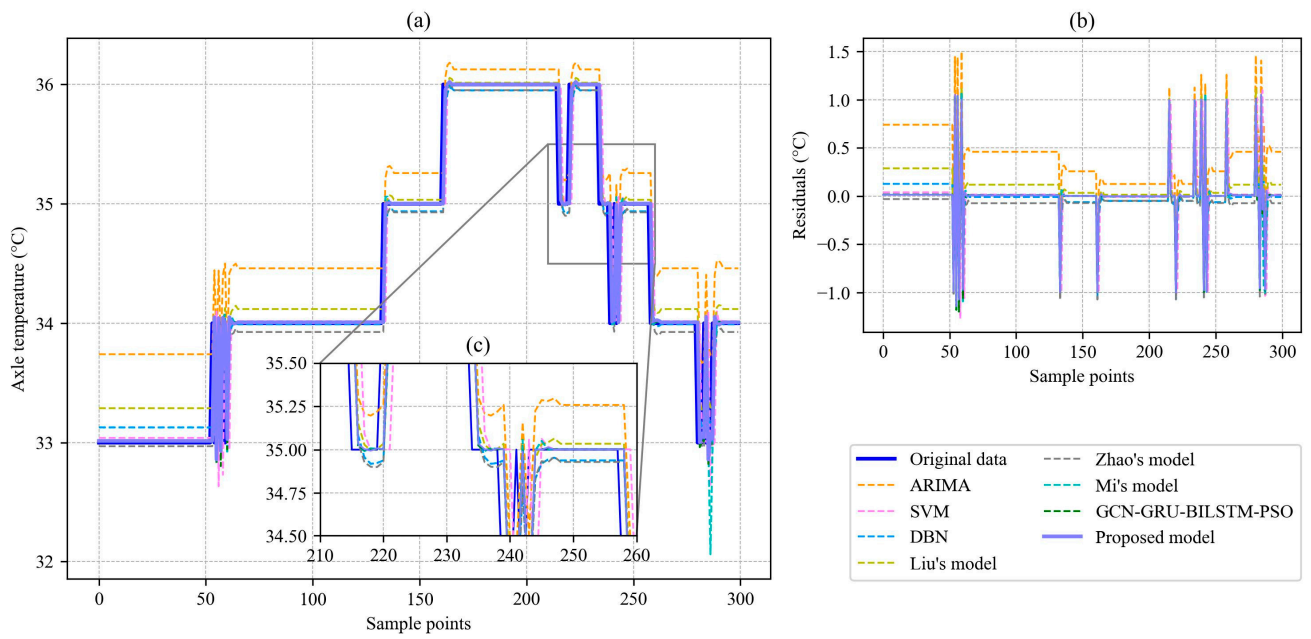 (a)
36
35
34
33
32
Axle temperature (°C)
0 50 100 150 200 250 300
Sample points
(c)
35.50
35.25
35.00
34.75
34.50
210 220 230 240 250 260
(b)
1.5
1.0
0.5
0.0
−0.5
−1.0
Residuals (°C)
0 50 100 150 200 250 300
Sample points
Original data
ARIMA
SVM
DBN
Liu's model
Zhao's model
Mi's model
GCN-GRU-BILSTM-PSO
Proposed model